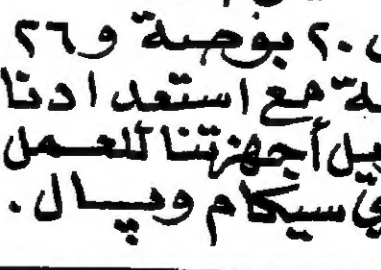 ٢٠ بوصة و٢٦
مع استعدادنا
أجهزتنا للعمل
سيكام وبال.